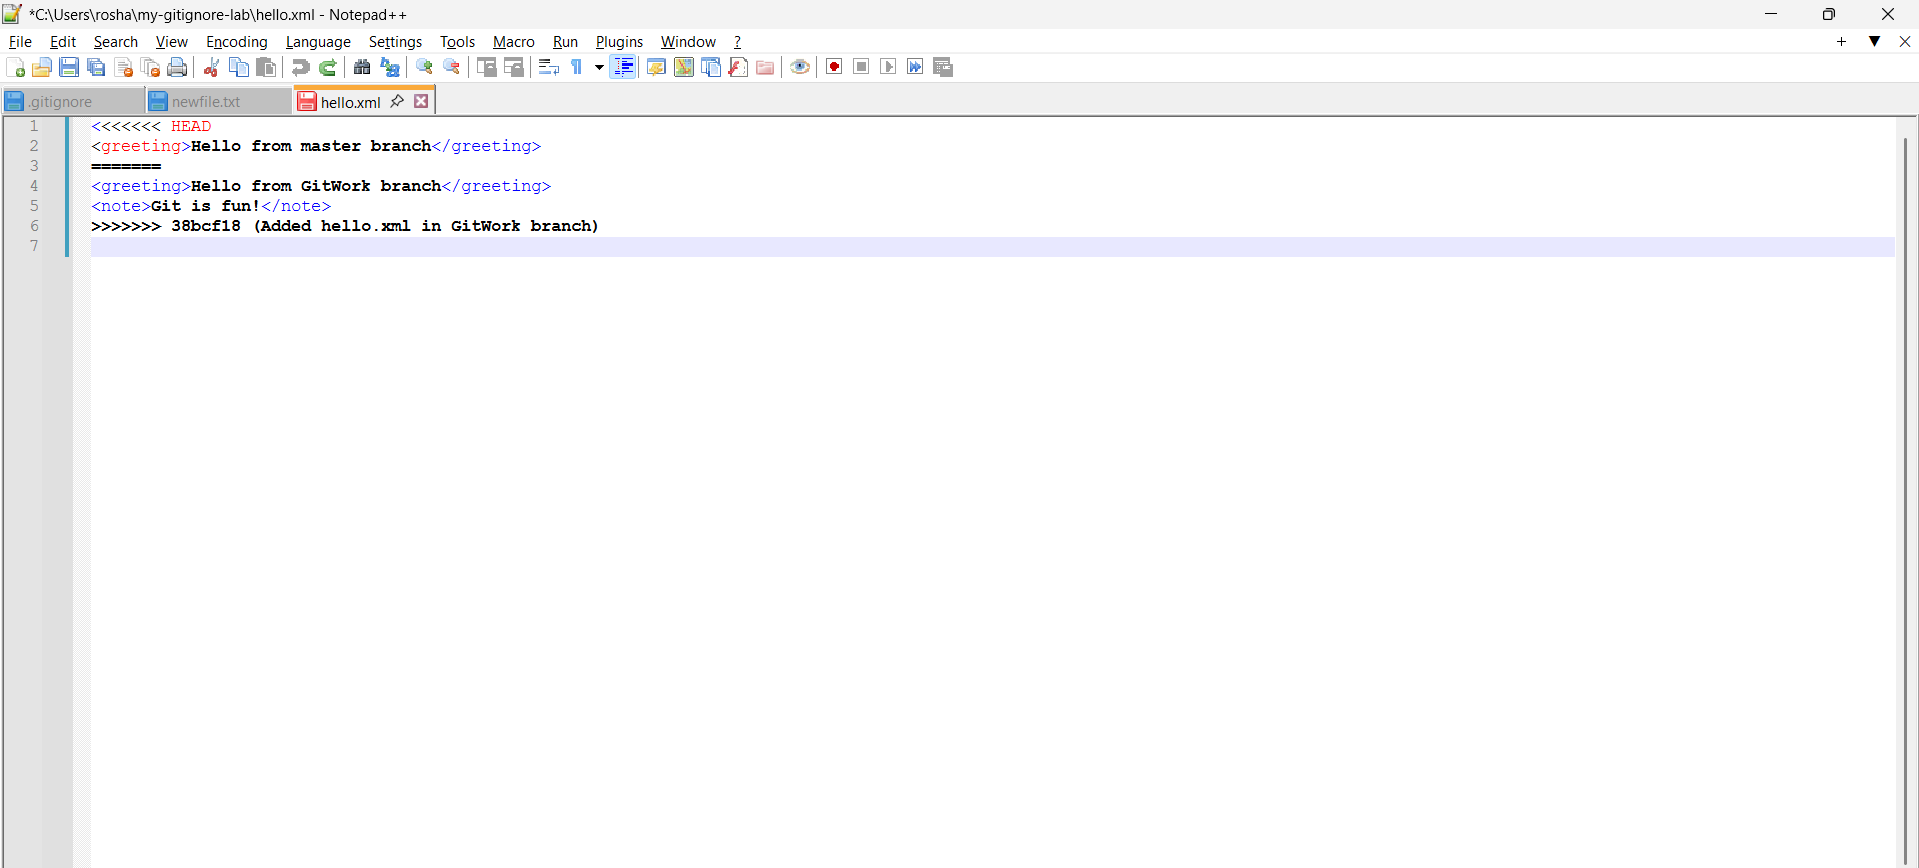 *C:\Users\rosha\my-gitignore-lab\hello.xml - Notepad++
File Edit Search View Encoding Language Settings Tools Macro Run Plugins Window ?
.gitignore newfile.txt hello.xml
1 <<<<<<< HEAD
2 <greeting>Hello from master branch</greeting>
3 =======
4 <greeting>Hello from GitWork branch</greeting>
5 <note>Git is fun!</note>
6 >>>>>>> 38bcf18 (Added hello.xml in GitWork branch)
7